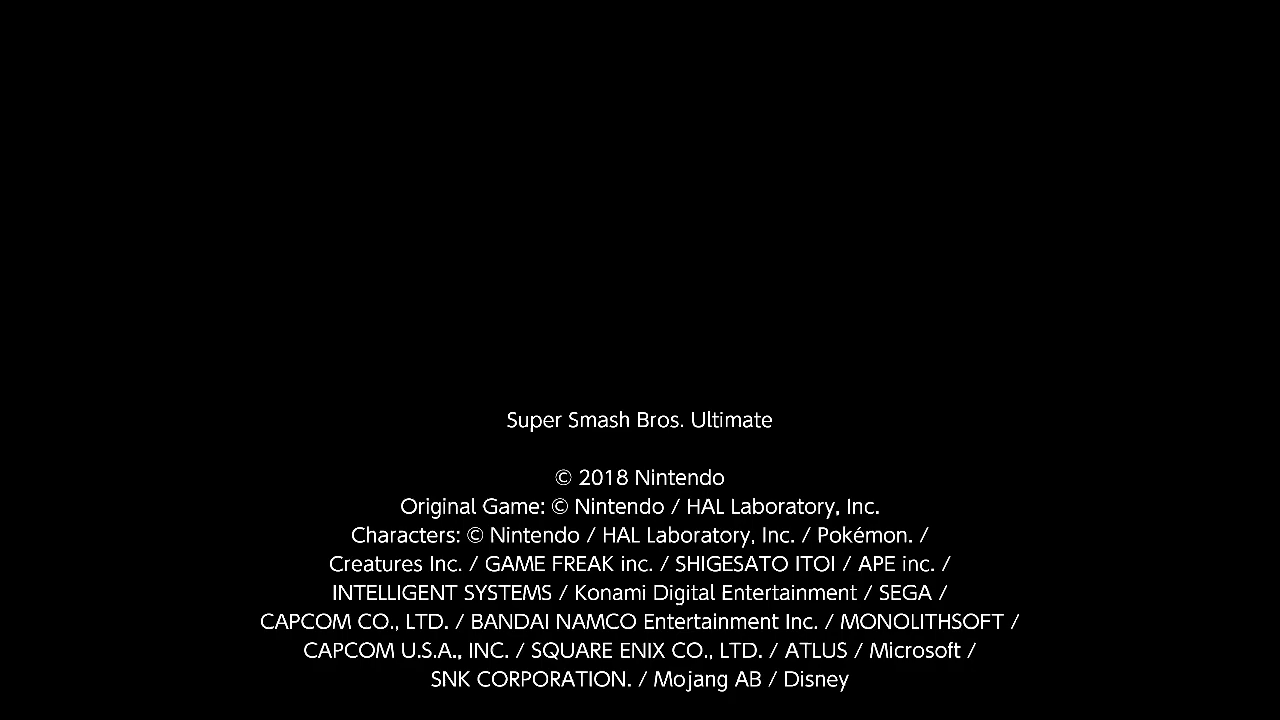 Super Smash Bros. Ultimate
© 2018 Nintendo
Original Game: © Nintendo / HAL Laboratory, Inc.
Characters: © Nintendo / HAL Laboratory, Inc. / Pokémon. /
Creatures Inc. / GAME FREAK inc. / SHIGESATO ITOI / APE inc. /
INTELLIGENT SYSTEMS / Konami Digital Entertainment / SEGA /
CAPCOM CO., LTD. / BANDAI NAMCO Entertainment Inc. / MONOLITHSOFT /
CAPCOM U.S.A., INC. / SQUARE ENIX CO., LTD. / ATLUS / Microsoft /
SNK CORPORATION. / Mojang AB / Disney